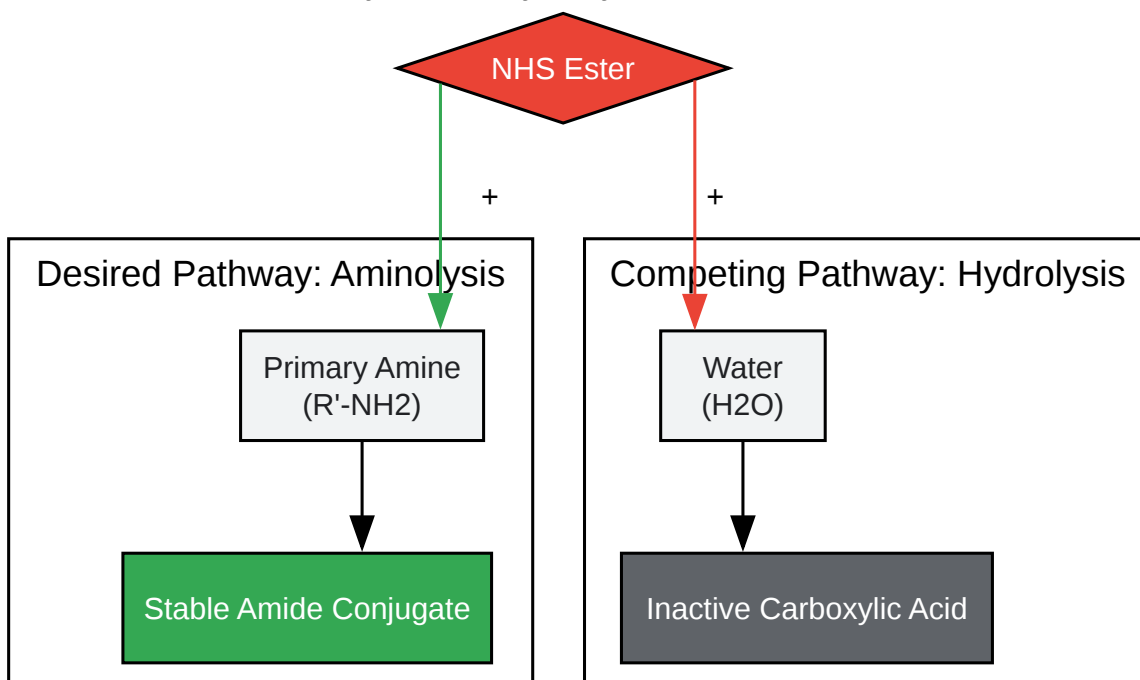 NHS Ester
+
+
Desired Pathway: Aminolysis
Competing Pathway: Hydrolysis
Primary Amine
(R'-NH2)
Water
(H2O)
Stable Amide Conjugate
Inactive Carboxylic Acid